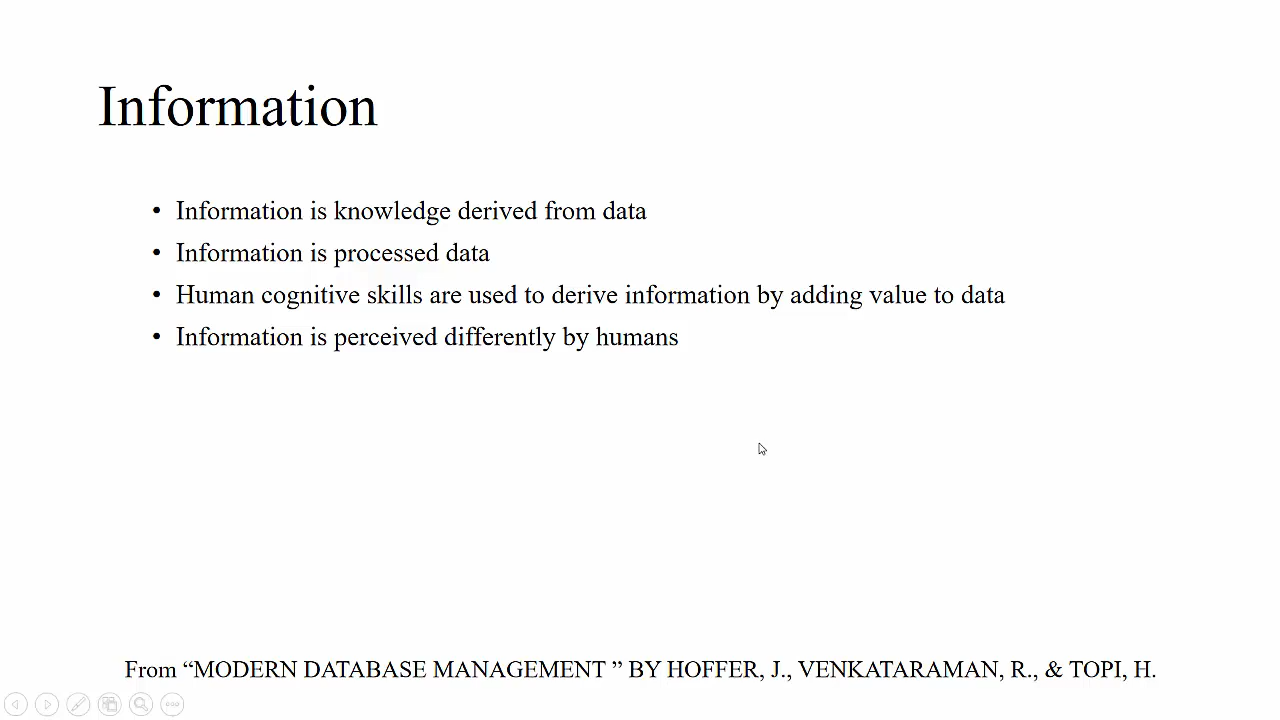 Information
• Information is knowledge derived from data
• Information is processed data
• Human cognitive skills are used to derive information by adding value to data
• Information is perceived differently by humans
From “MODERN DATABASE MANAGEMENT ” BY HOFFER, J., VENKATARAMAN, R., & TOPI, H.